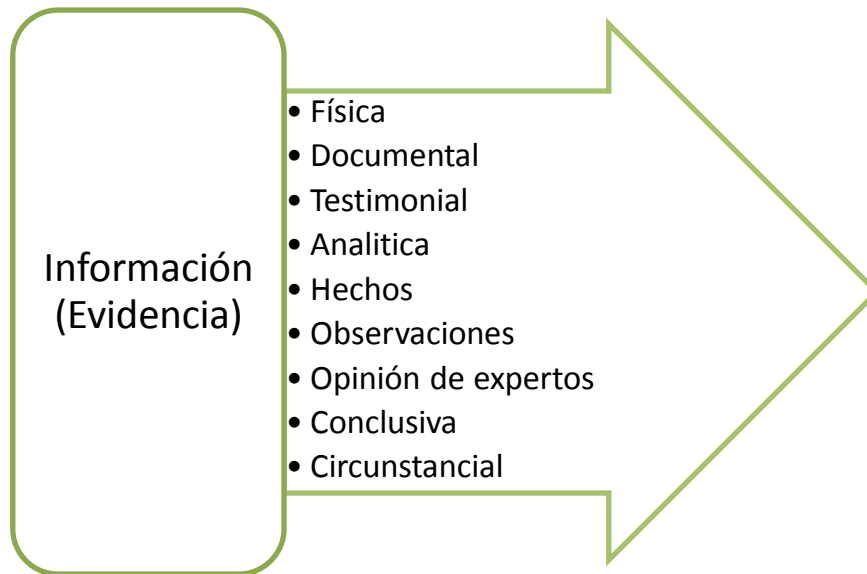 Información
(Evidencia)
• Física
• Documental
• Testimonial
• Analitica
• Hechos
• Observaciones
• Opinión de expertos
• Conclusiva
• Circunstancial